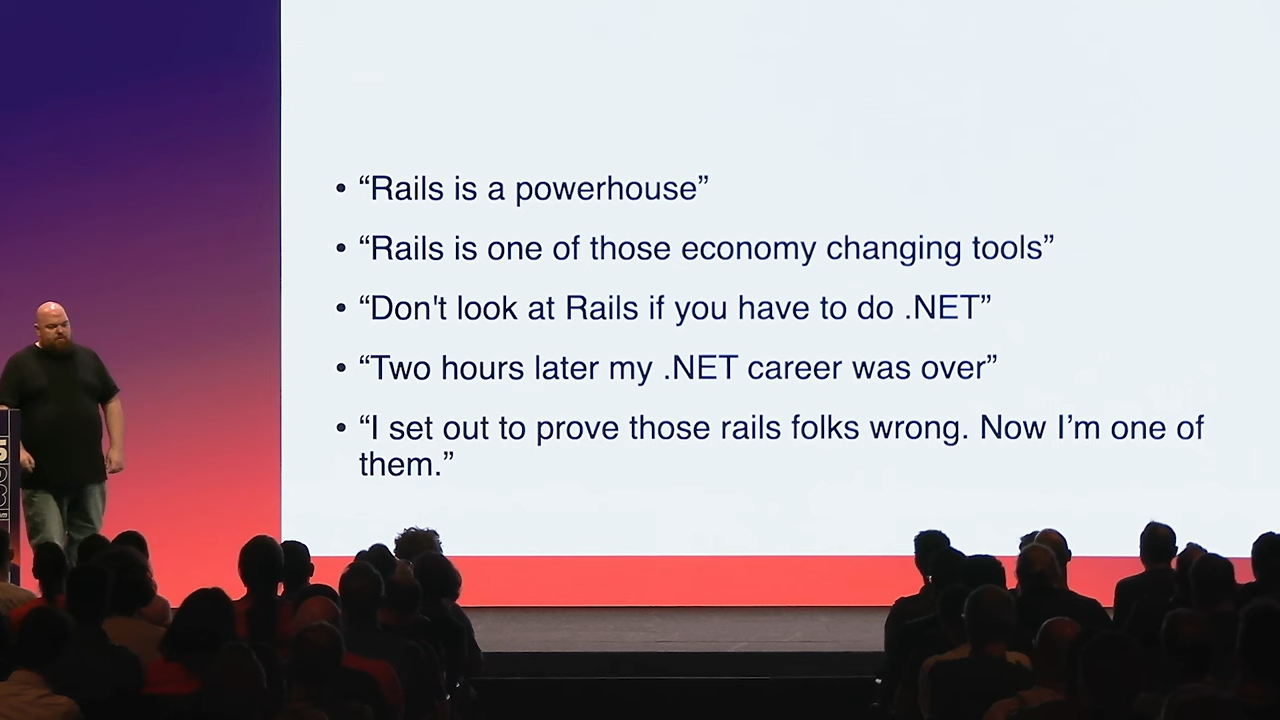 • “Rails is a powerhouse”
• “Rails is one of those economy changing tools”
• “Don't look at Rails if you have to do .NET”
• “Two hours later my .NET career was over”
• “I set out to prove those rails folks wrong. Now I’m one of
them.”
5